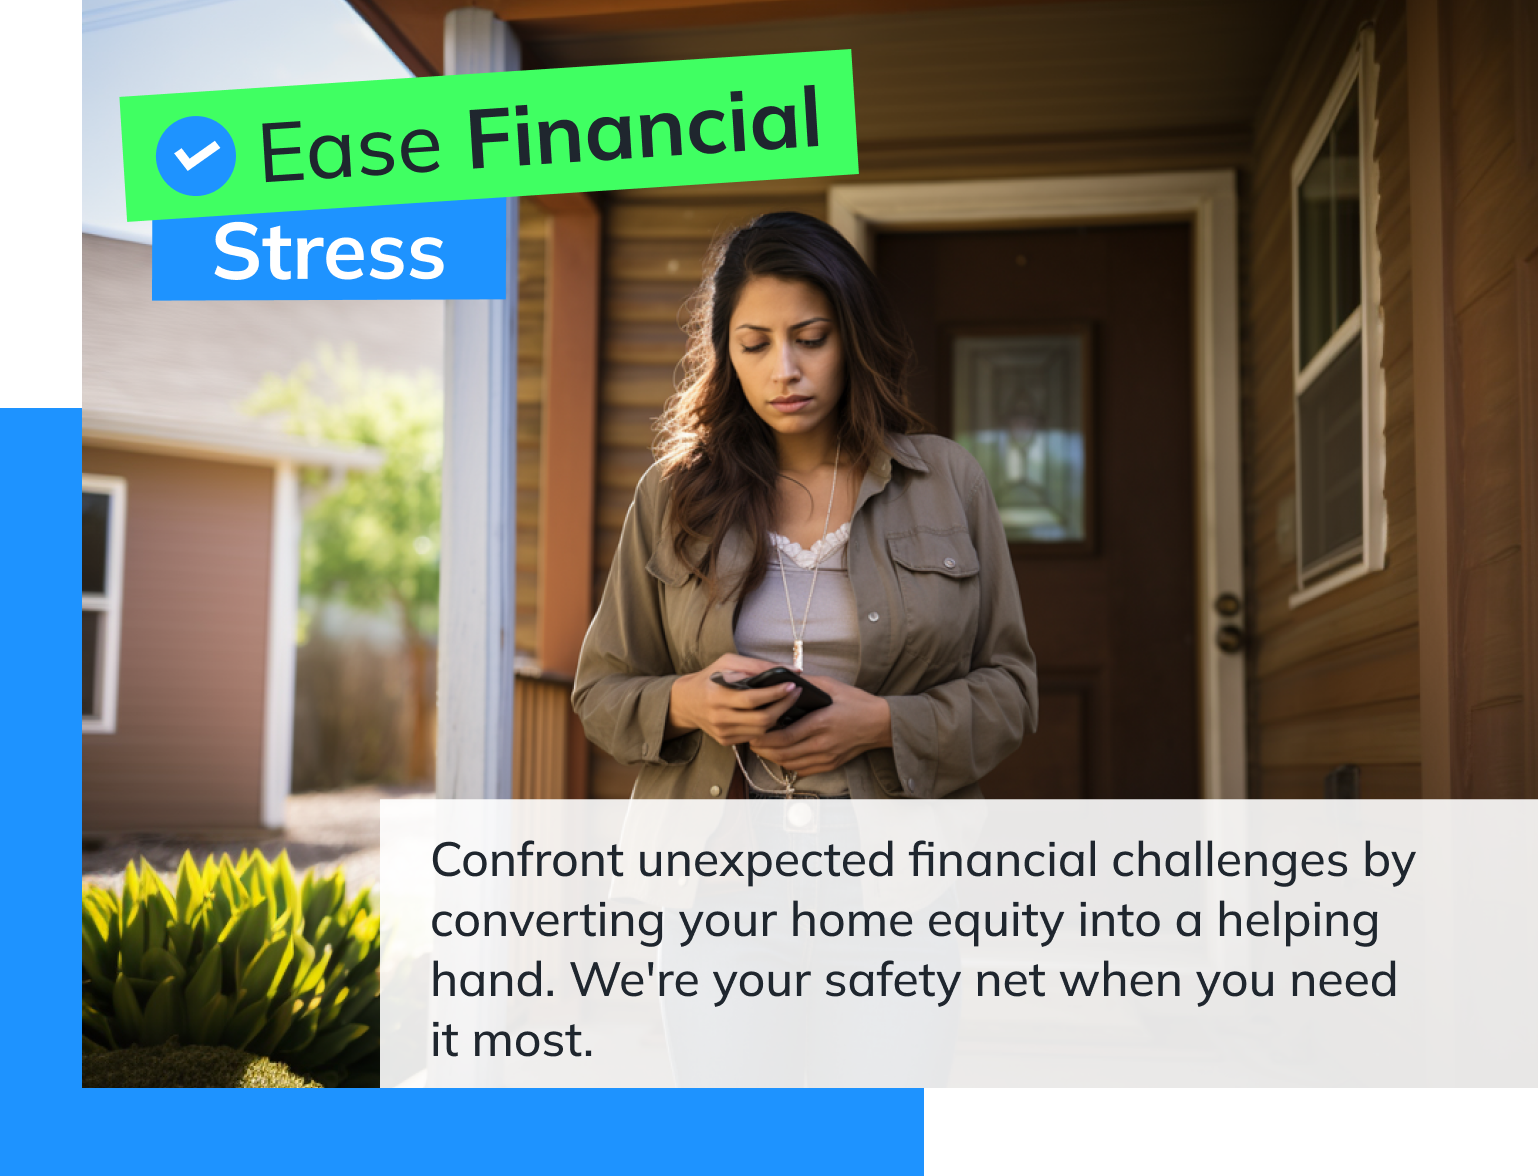 Ease Financial
Stress
Confront unexpected financial challenges by
converting your home equity into a helping
hand. We're your safety net when you need
it most.